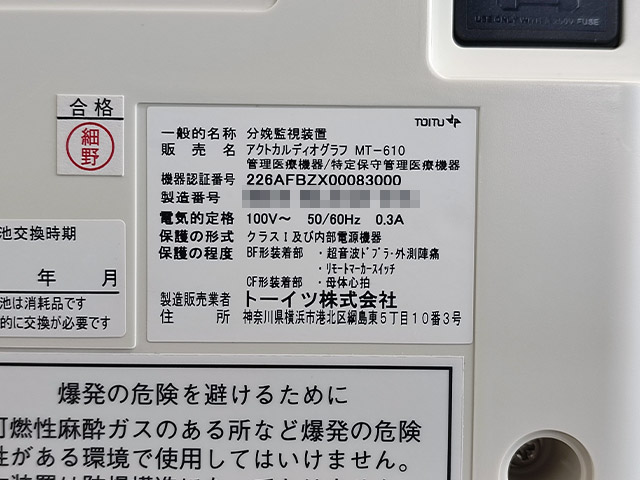 USE ONLY WITH A 250V FUSE
合格
細野
TOITU
一般的名称 分娩監視装置
販売名 アクトカルディオグラフ MT-610
管理医療機器/特定保守管理医療機器
機器認証番号 226AFBZX00083000
製造番号
電気的定格 100V～ 50/60Hz 0.3A
保護の形式 クラスⅠ及び内部電源機器
保護の程度 BF形装着部 ・超音波ドプラ・外測陣痛
・リモートマーカースイッチ
CF形装着部 ・母体心拍
製造販売業者 トーイツ株式会社
住所 神奈川県横浜市港北区綱島東5丁目10番3号
池交換時期
年 月
池は消耗品です
的に交換が必要です
爆発の危険を避けるために
可燃性麻酔ガスのある所など爆発の危険
性がある環境で使用してはいけません。